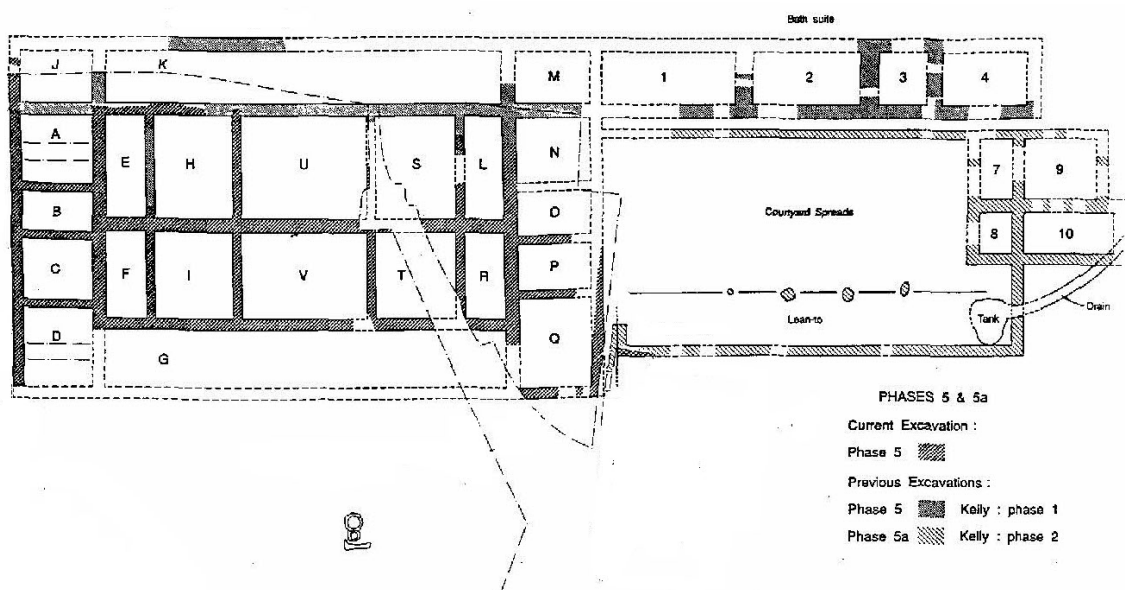 Bath suite
J
K
M
1
2
3
4
A
E
H
U
S
L
N
7
9
B
O
Courtyard Spreads
8
10
C
F
I
V
T
R
P
D
G
Q
Lean-to
Tank
Drain
PHASES 5 & 5a
Current Excavation :
Phase 5
Previous Excavations :
Phase 5 Kelly : phase 1
Phase 5a Kelly : phase 2